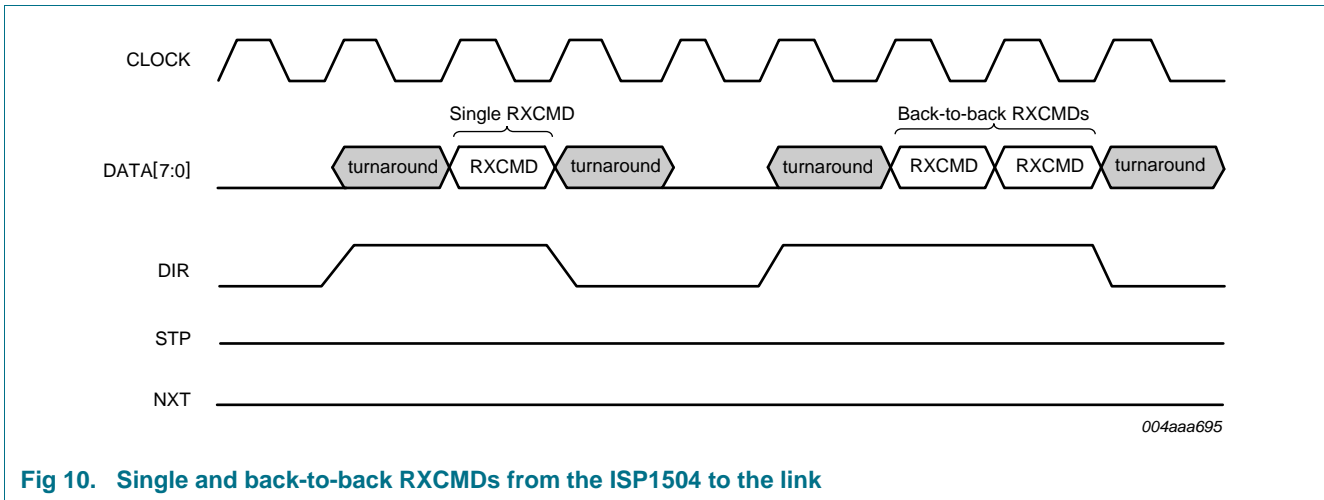 CLOCK
Single RXCMD
Back-to-back RXCMDs
DATA[7:0]
turnaround
RXCMD
turnaround
turnaround
RXCMD
RXCMD
turnaround
DIR
STP
NXT
004aaa695
Fig 10. Single and back-to-back RXCMDs from the ISP1504 to the link